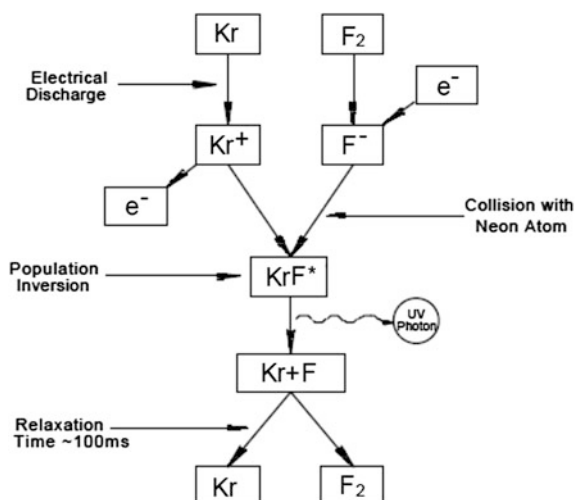 Kr
F₂
Electrical
Discharge
e⁻
Kr⁺
F⁻
e⁻
Collision with
Neon Atom
Population
Inversion
KrF*
UV
Photon
Kr+F
Relaxation
Time ~100ms
Kr
F₂